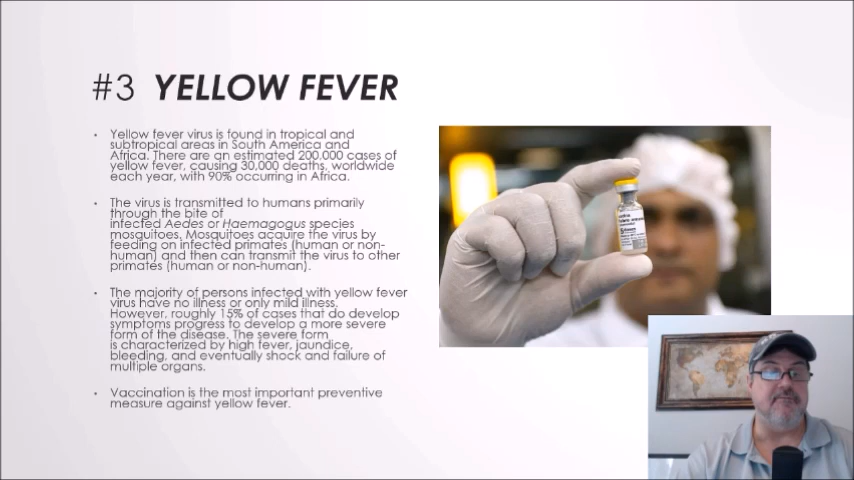 #3 YELLOW FEVER
• Yellow fever virus is found in tropical and
subtropical areas in South America and
Africa. There are an estimated 200,000 cases of
yellow fever, causing 30,000 deaths, worldwide
each year, with 90% occurring in Africa.
• The virus is transmitted to humans primarily
through the bite of
infected Aedes or Haemagogus species
mosquitoes. Mosquitoes acquire the virus by
feeding on infected primates (human or non-
human) and then can transmit the virus to other
primates (human or non-human).
• The majority of persons infected with yellow fever
virus have no illness or only mild illness.
However, roughly 15% of cases that do develop
symptoms progress to develop a more severe
form of the disease. The severe form
is characterized by high fever, jaundice,
bleeding, and eventually shock and failure of
multiple organs.
• Vaccination is the most important preventive
measure against yellow fever.